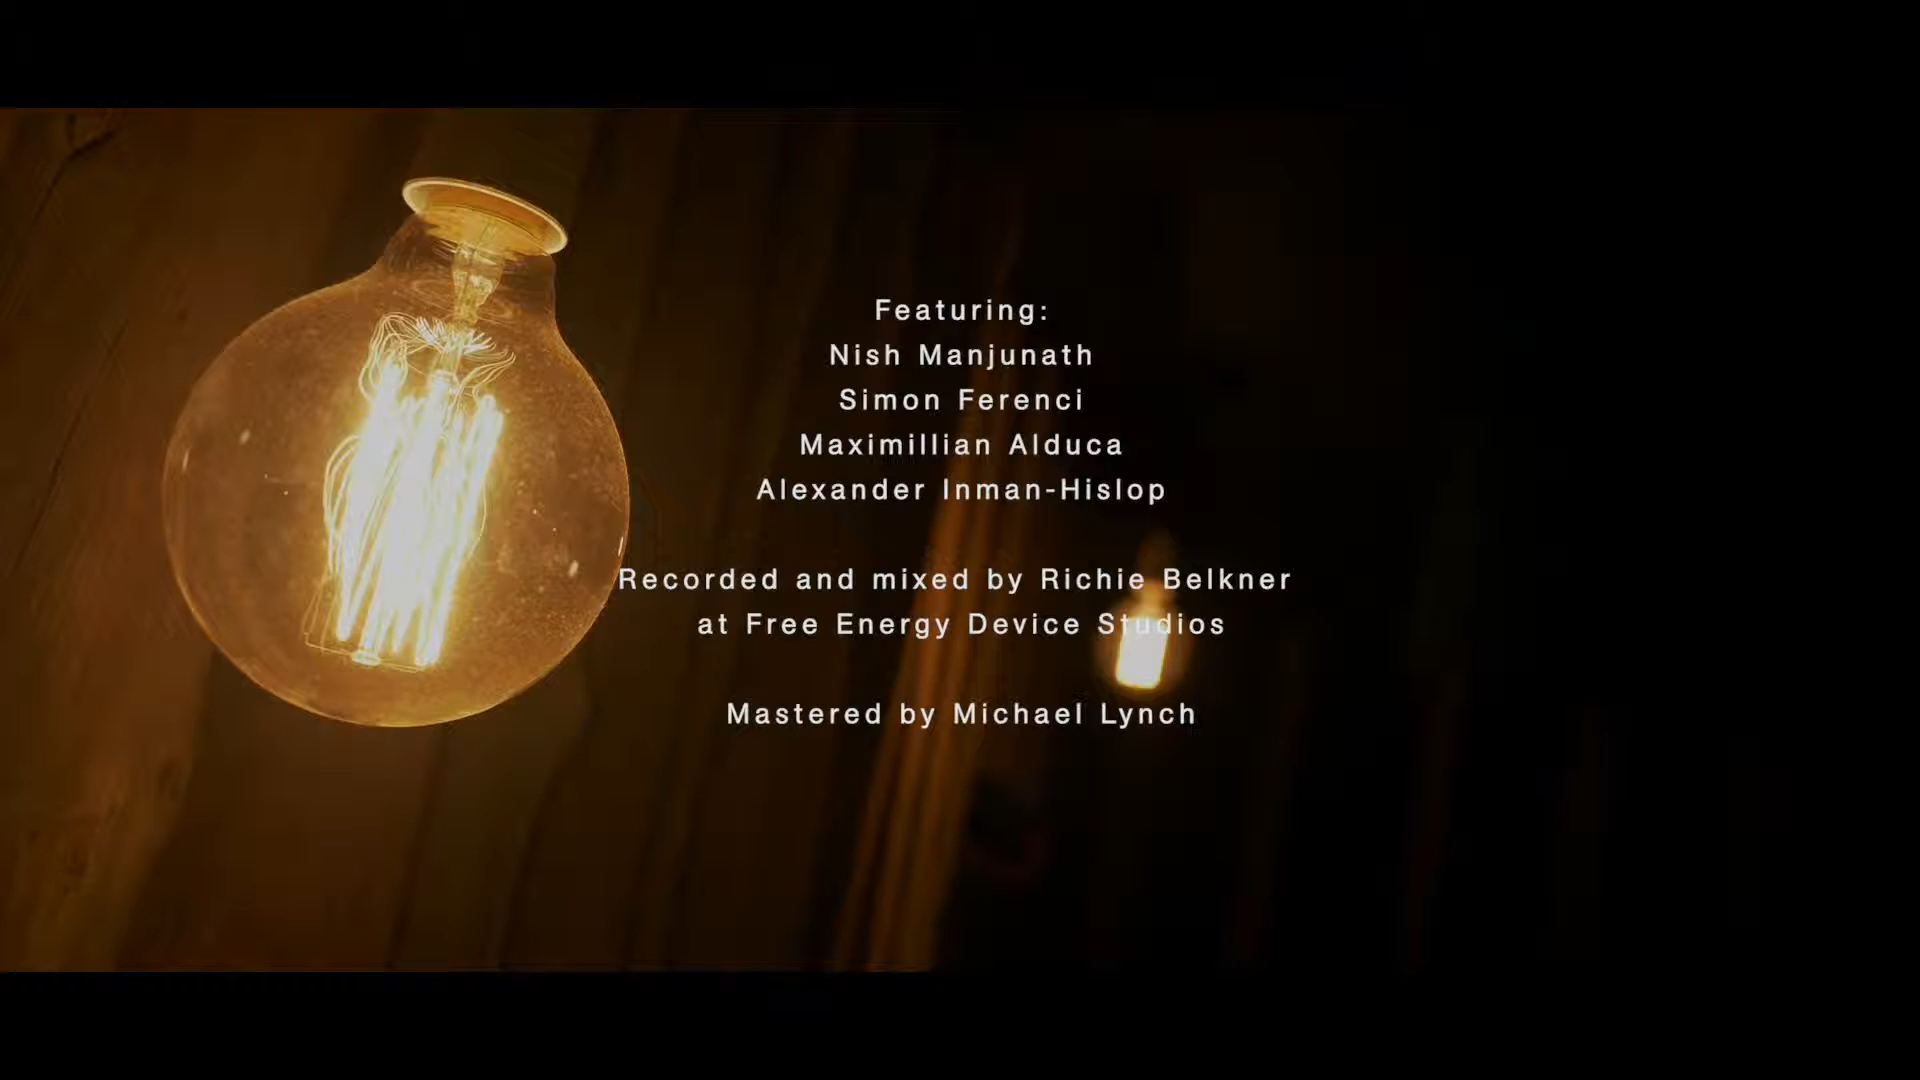 Featuring:
Nish Manjunath
Simon Ferenci
Maximillian Alduca
Alexander Inman-Hislop
Recorded and mixed by Richie Belkner
at Free Energy Device Studios
Mastered by Michael Lynch